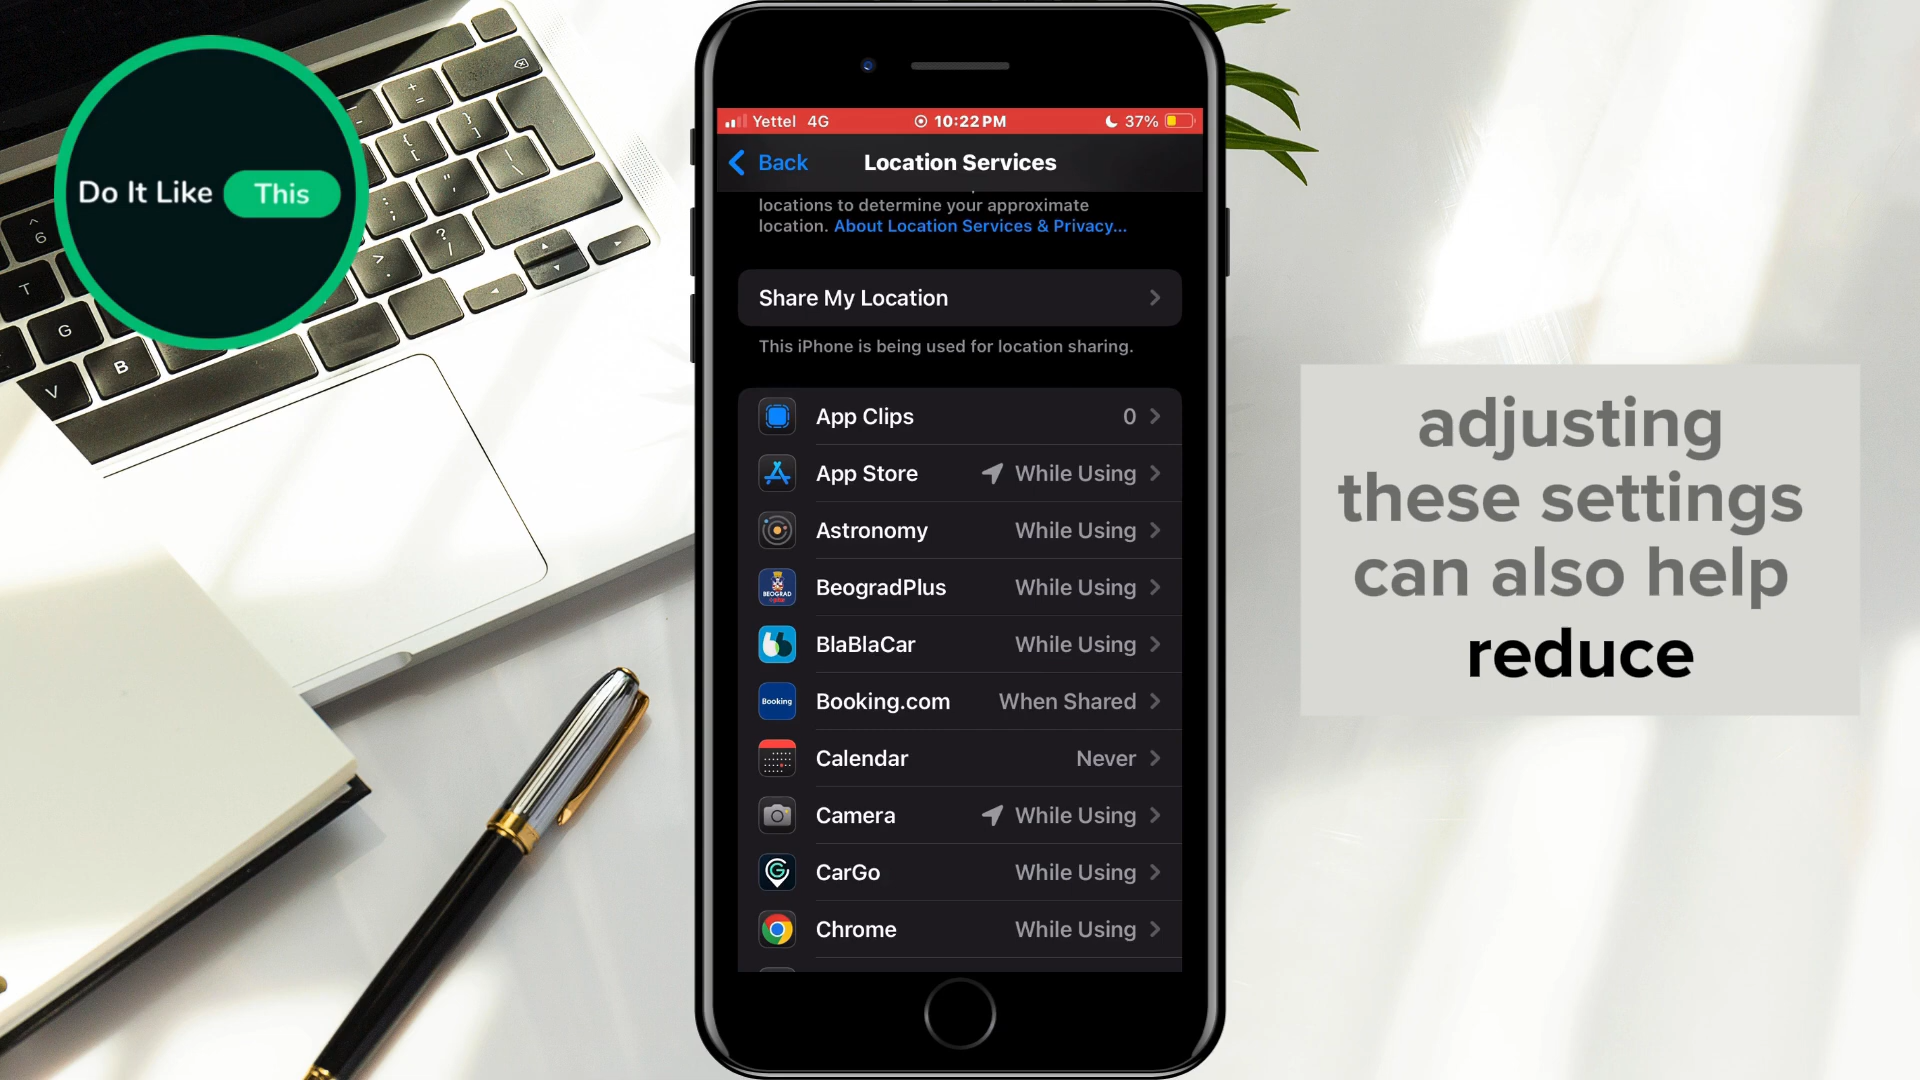 Do It Like This
Yettel 4G 10:22 PM 37%
Back Location Services
locations to determine your approximate
location. About Location Services & Privacy...
Share My Location
This iPhone is being used for location sharing.
App Clips 0
App Store While Using
Astronomy While Using
BEOGRAD
BeogradPlus While Using
BlaBlaCar While Using
Booking
Booking.com When Shared
Calendar Never
Camera While Using
CarGo While Using
Chrome While Using
adjusting
these settings
can also help
reduce
6
T
G
V
B